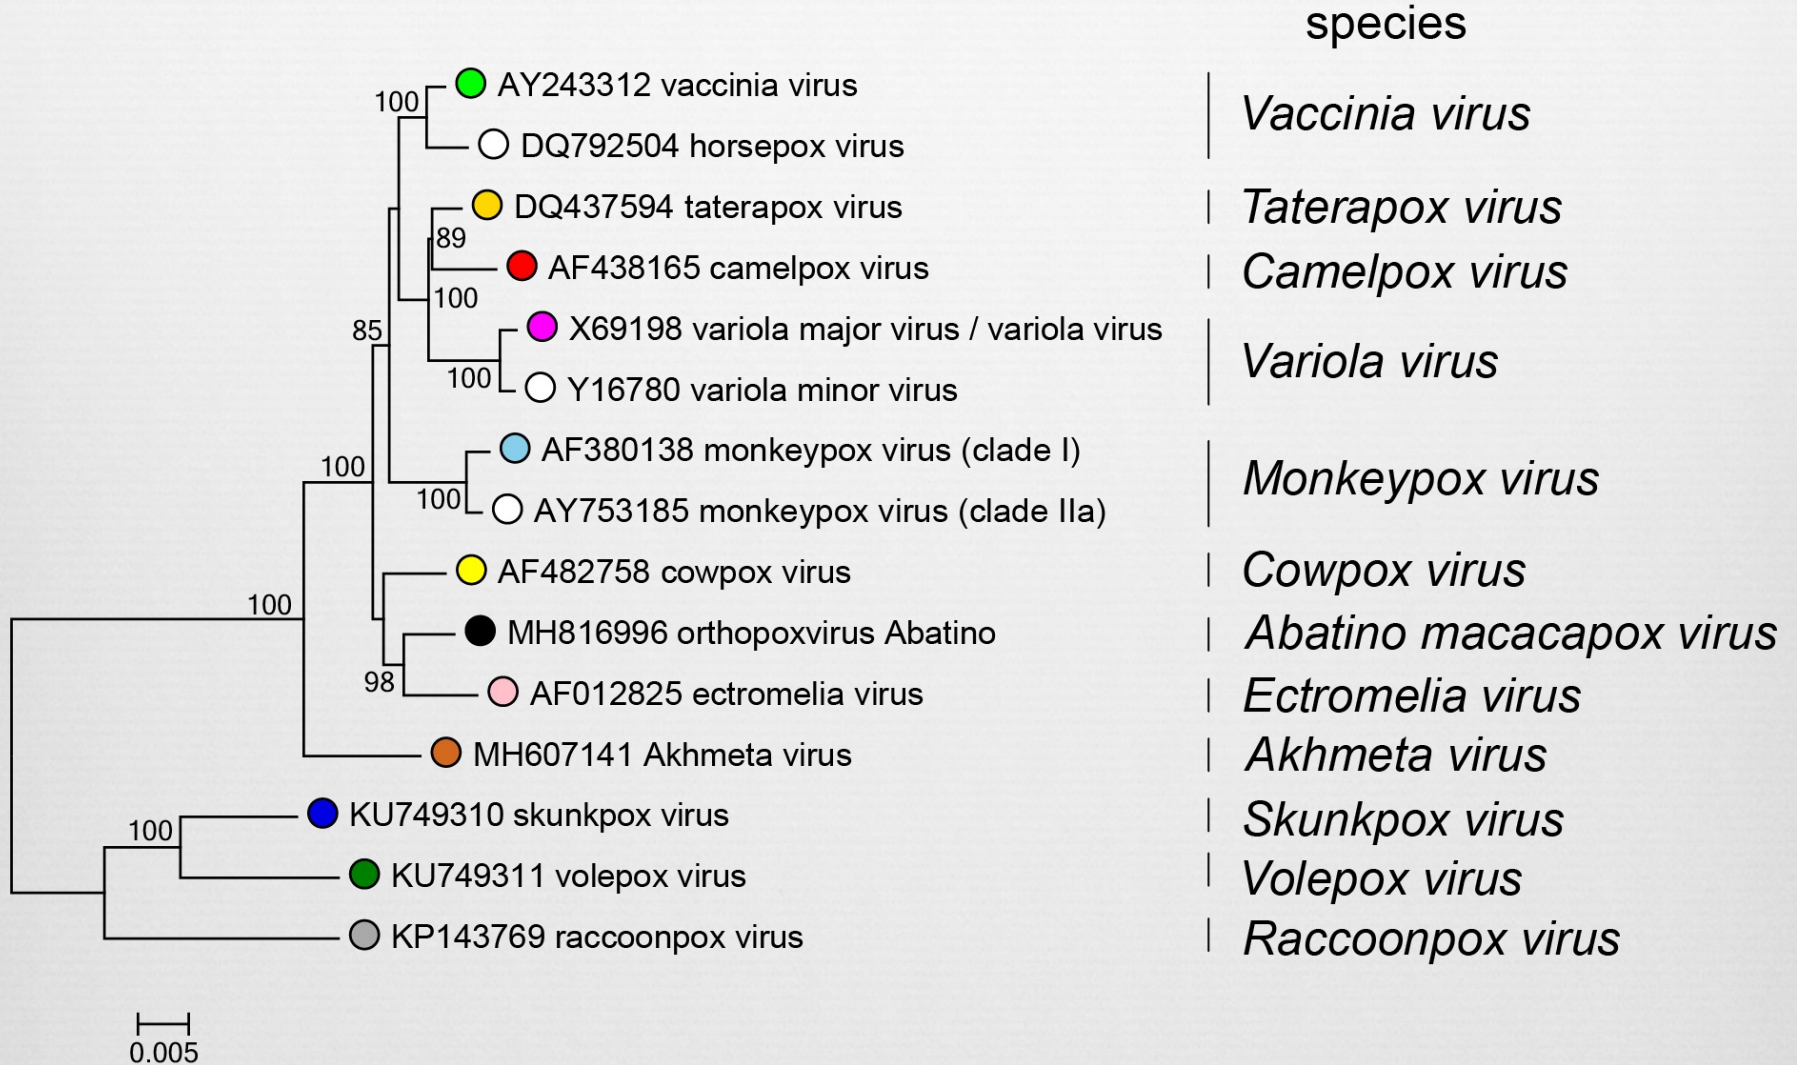 species
100
AY243312 vaccinia virus
Vaccinia virus
DQ792504 horsepox virus
DQ437594 taterapox virus
Taterapox virus
89
AF438165 camelpox virus
Camelpox virus
100
85
X69198 variola major virus / variola virus
Variola virus
100
Y16780 variola minor virus
AF380138 monkeypox virus (clade I)
100
Monkeypox virus
100
AY753185 monkeypox virus (clade IIa)
AF482758 cowpox virus
Cowpox virus
100
MH816996 orthopoxvirus Abatino
Abatino macacapox virus
98
AF012825 ectromelia virus
Ectromelia virus
MH607141 Akhmeta virus
Akhmeta virus
KU749310 skunkpox virus
Skunkpox virus
100
KU749311 volepox virus
Volepox virus
KP143769 raccoonpox virus
Raccoonpox virus
0.005